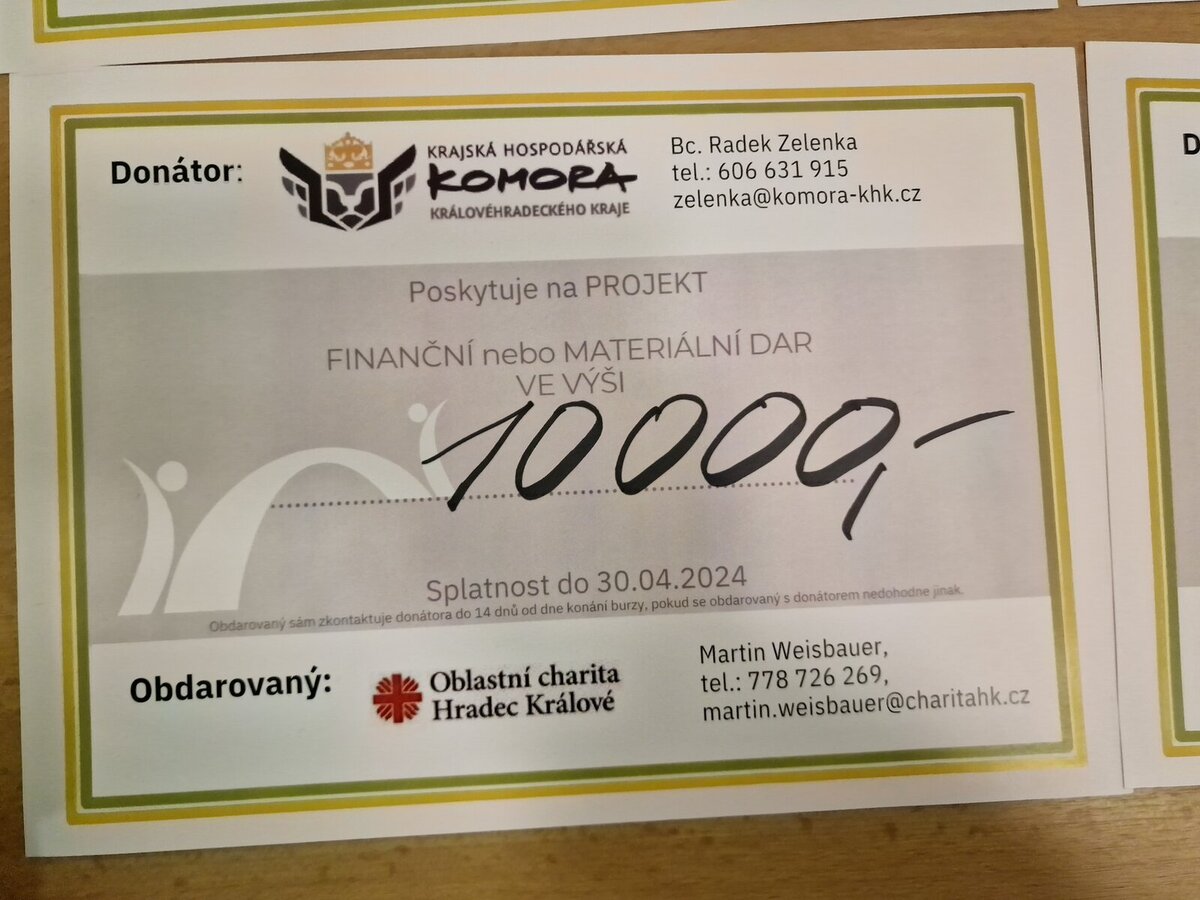 Donátor:
KRAJSKÁ HOSPODÁŘSKÁ
KOMORA
KRÁLOVÉHRADECKÉHO KRAJE
Bc. Radek Zelenka
tel.: 606 631 915
zelenka@komora-khk.cz
Poskytuje na PROJEKT
FINANČNÍ nebo MATERIÁLNÍ DAR
VE VÝŠI
10 000,-
Splatnost do 30.04.2024
Obdarovaný sám zkontaktuje donátora do 14 dnů od dne konání burzy, pokud se obdarovaný s donátorem nedohodne jinak.
Obdarovaný:
Oblastní charita
Hradec Králové
Martin Weisbauer,
tel.: 778 726 269,
martin.weisbauer@charitahk.cz
D